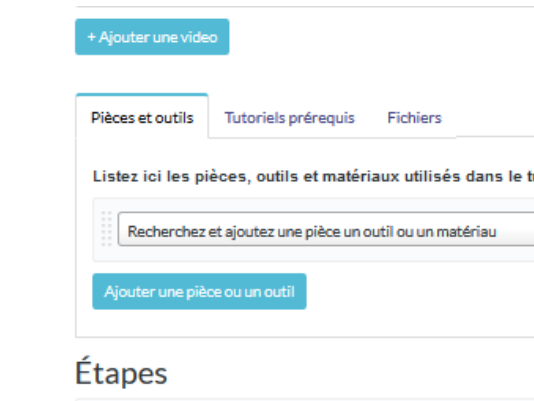 + Ajouter une video
Pièces et outils Tutoriels prérequis Fichiers
Listez ici les pièces, outils et matériaux utilisés dans le
Recherchez et ajoutez une pièce un outil ou un matériau
Ajouter une pièce ou un outil
Étapes